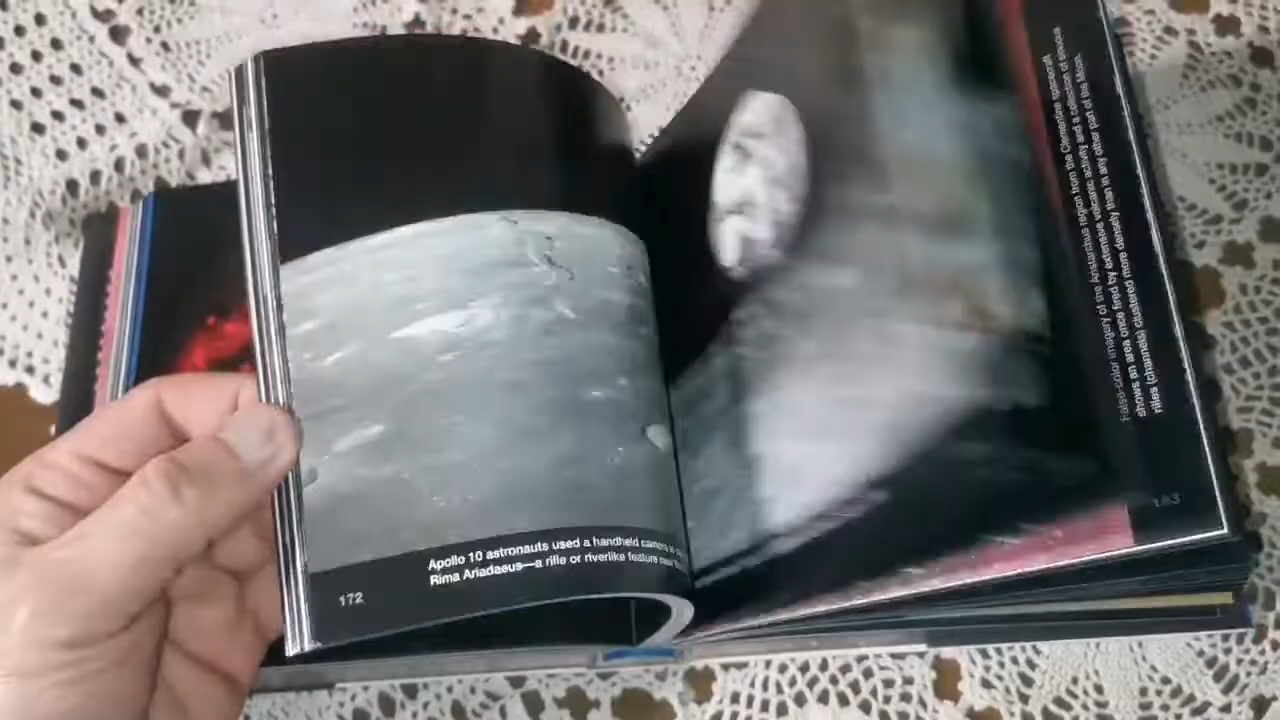 Apollo 10 astronauts used a handheld camera
Rima Ariadaeus—a rille or riverlike feature
172
False-color imagery of the Aristarchus region from the Clementine spacecraft
shows an area once fired by extensive volcanic activity and a collection of sinuous
rilles (channels) clustered more densely than in any other part of the Moon.
183